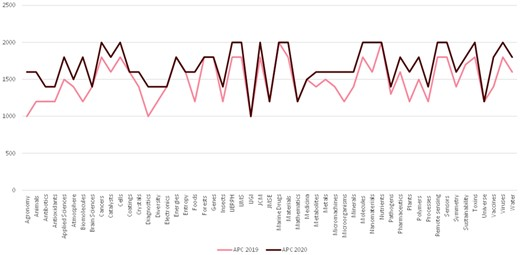 2500
2000
1500
1000
500
0
Agronomy
Animals
Antibiotics
Antioxidants
Applied Sciences
Atmosphere
Biomolecules
Brain Sciences
Cancers
Catalysts
Cells
Coatings
Crystals
Diagnostics
Diversity
Electronics
Energies
Entropy
Foods
Forests
Genes
Insects
IJERPH
IJMS
IJGI
JCM
JMSE
Marine Drugs
Materials
Mathematics
Medicina
Metabolites
Metals
Micromachines
Microorganisms
Minerals
Molecules
Nanomaterials
Nutrients
Pathogens
Pharmaceutics
Plants
Polymers
Processes
Remote sensing
Sensors
Symmetry
Sustainability
Toxins
Universe
Vaccines
Viruses
Water
APC 2019
APC 2020